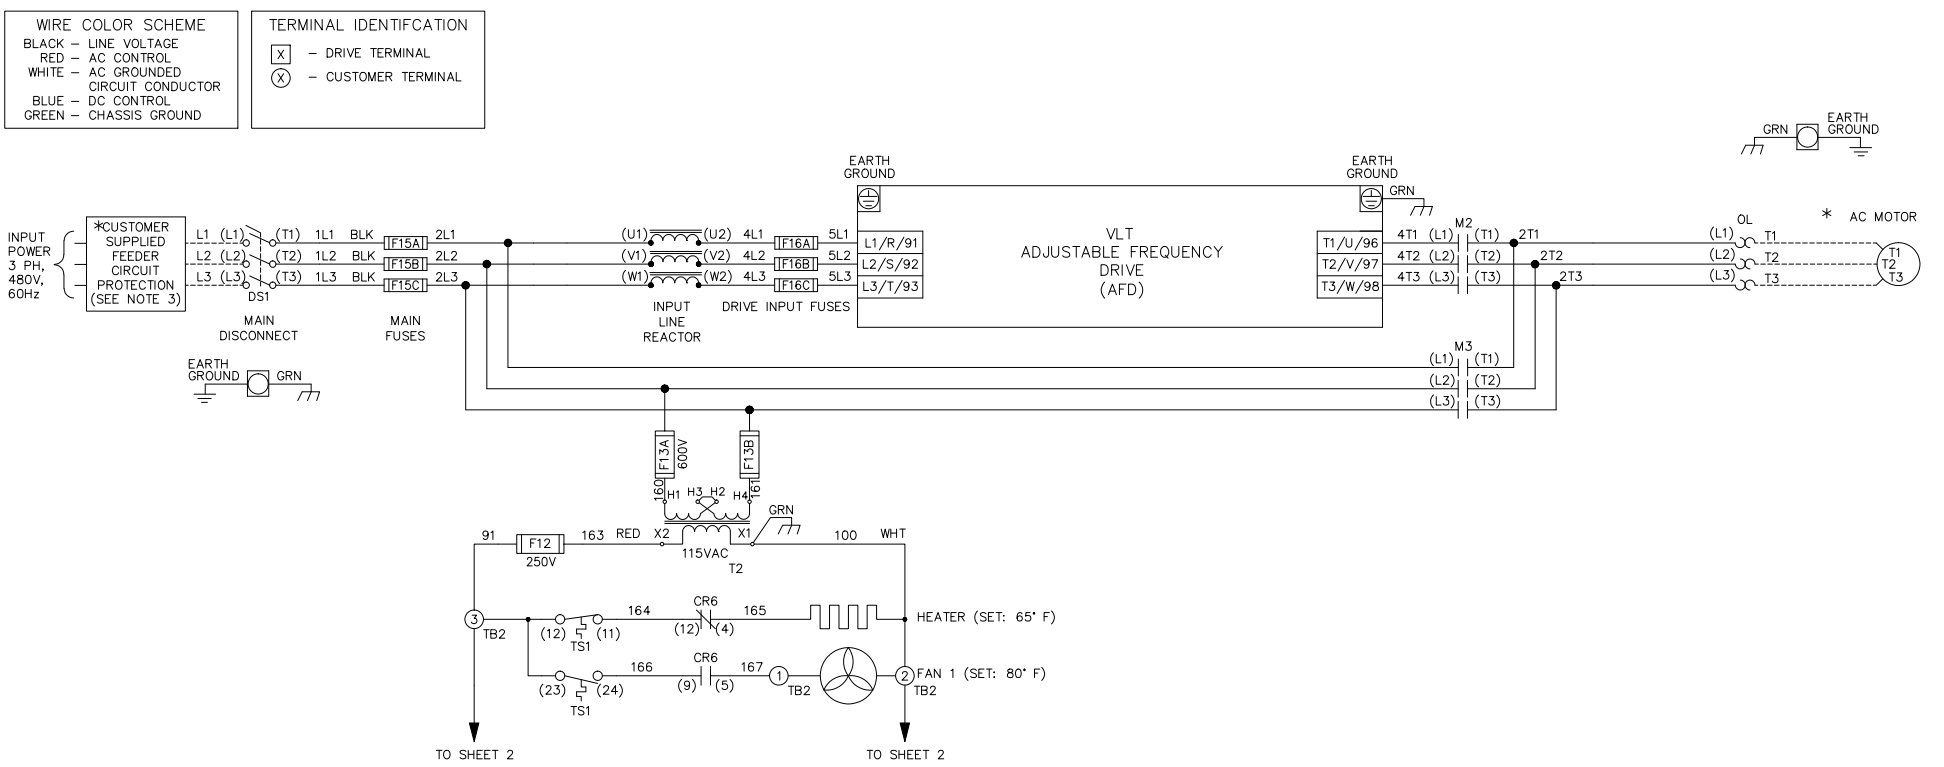 WIRE COLOR SCHEME
BLACK – LINE VOLTAGE
RED – AC CONTROL
WHITE – AC GROUNDED
CIRCUIT CONDUCTOR
BLUE – DC CONTROL
GREEN – CHASSIS GROUND
TERMINAL IDENTIFCATION
X – DRIVE TERMINAL
X – CUSTOMER TERMINAL
GRN
EARTH
GROUND
INPUT
POWER
3 PH,
480V,
60Hz
*CUSTOMER
SUPPLIED
FEEDER
CIRCUIT
PROTECTION
(SEE NOTE 3)
L1 (L1) (T1) 1L1 BLK F15A 2L1
L2 (L2) (T2) 1L2 BLK F15B 2L2
L3 (L3) (T3) 1L3 BLK F15C 2L3
DS1
MAIN
DISCONNECT
MAIN
FUSES
(U1) (U2) 4L1 F16A 5L1
(V1) (V2) 4L2 F16B 5L2
(W1) (W2) 4L3 F16C 5L3
INPUT
LINE
REACTOR
DRIVE INPUT FUSES
EARTH
GROUND
L1/R/91
L2/S/92
L3/T/93
VLT
ADJUSTABLE FREQUENCY
DRIVE
(AFD)
EARTH
GROUND
GRN
T1/U/96
T2/V/97
T3/W/98
M2
4T1 (L1) (T1) 2T1
4T2 (L2) (T2) 2T2
4T3 (L3) (T3) 2T3
OL
(L1) T1
(L2) T2
(L3) T3
* AC MOTOR
T1
T2
T3
M3
(L1) (T1)
(L2) (T2)
(L3) (T3)
EARTH
GROUND
GRN
F13A
600V
F13B
160
161
H1 H3 H2 H4
GRN
91 F12 163 RED X2 X1 100 WHT
250V
115VAC
T2
3
TB2
164 CR6 165
(12) (11) (12) (4)
TS1
HEATER (SET: 65° F)
166 CR6 167
(23) (24) (9) (5)
TS1
1
TB2
2
TB2
FAN 1 (SET: 80° F)
TO SHEET 2
TO SHEET 2